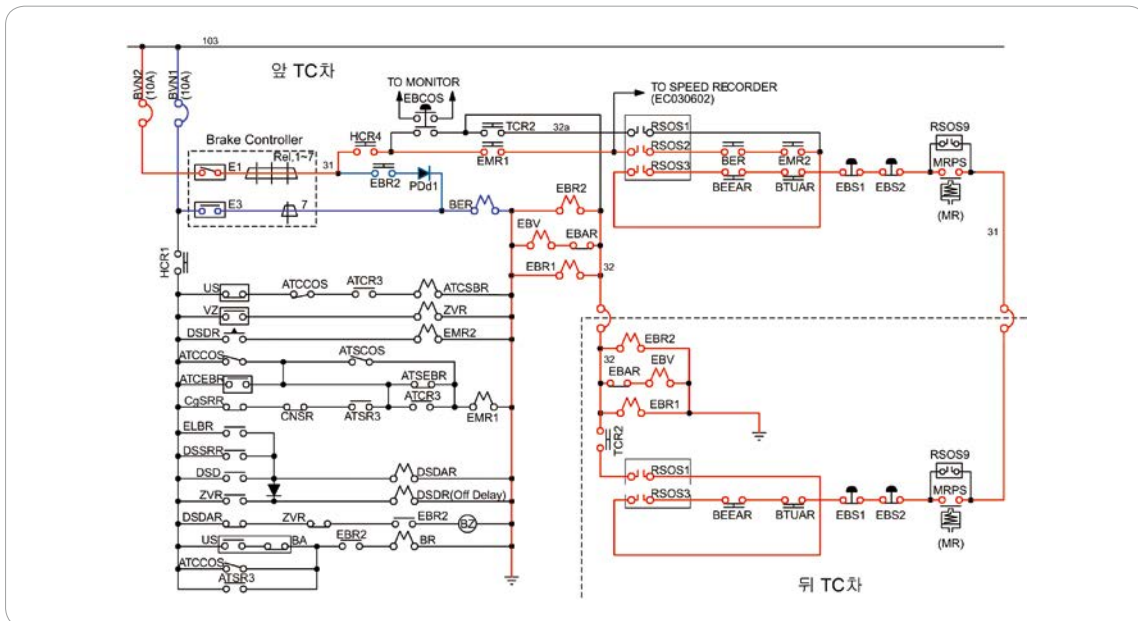 103
앞 TC차
BVN2 (10A)
BVN1 (10A)
TO MONITOR
EBCOS
TO SPEED RECORDER
(EC030602)
Brake Controller
HCR4
TCR2
32a
RSOS1
RSOS9
E1
Rel.1~7
31
EMR1
RSOS2
BER
EMR2
MRPS
EBR2
PDd1
RSOS3
BEEAR
BTUAR
EBS1
EBS2
(MR)
E3
7
BER
EBR2
EBV
EBAR
31
HCR1
EBR1
32
US
ATCCOS
ATCR3
ATCSBR
VZ
ZVR
DSDR
EMR2
EBR2
ATCCOS
ATSCOS
32
EBAR
EBV
ATCEBR
ATSEBR
CgSRR
CNSR
ATSR3
ATCR3
EMR1
EBR1
ELBR
TCR2
DSSRR
RSOS1
RSOS9
DSD
DSDAR
RSOS3
MRPS
ZVR
DSDR(Off Delay)
BEEAR
BTUAR
EBS1
EBS2
DSDAR
ZVR
EBR2
BZ
(MR)
US
BA
EBR2
BR
ATCCOS
ATSR3
뒤 TC차